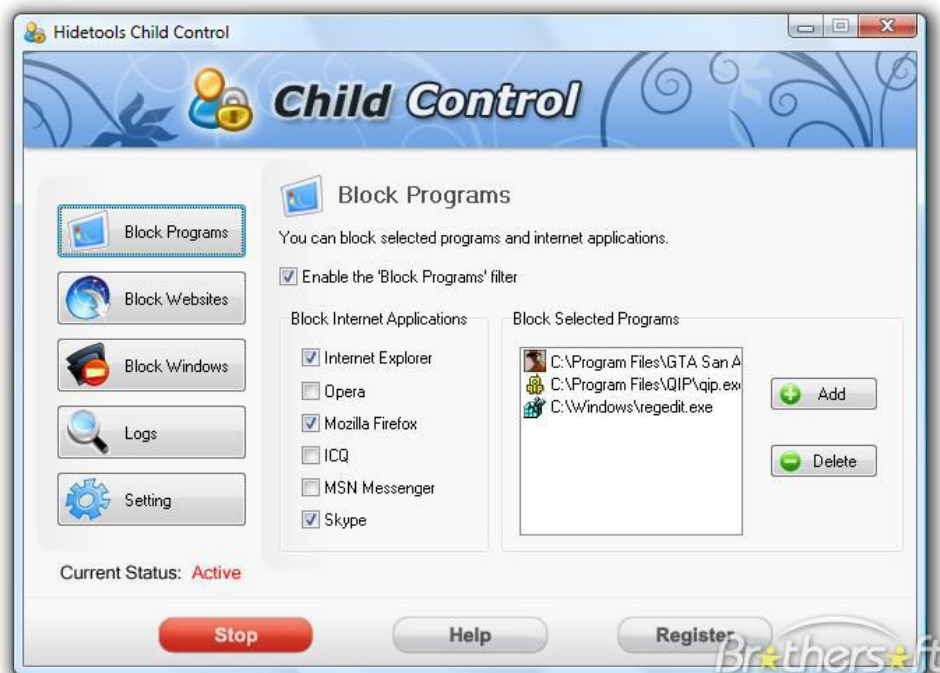 Hidetools Child Control
Child Control
Block Programs
Block Websites
Block Windows
Logs
Setting
Current Status: Active
Block Programs
You can block selected programs and internet applications.
Enable the 'Block Programs' filter
Block Internet Applications
Internet Explorer
Opera
Mozilla Firefox
ICQ
MSN Messenger
Skype
Block Selected Programs
C:\Program Files\GTA San A
C:\Program Files\QIP\qip.ex
C:\Windows\regedit.exe
Add
Delete
Stop
Help
Register
Brothersoft